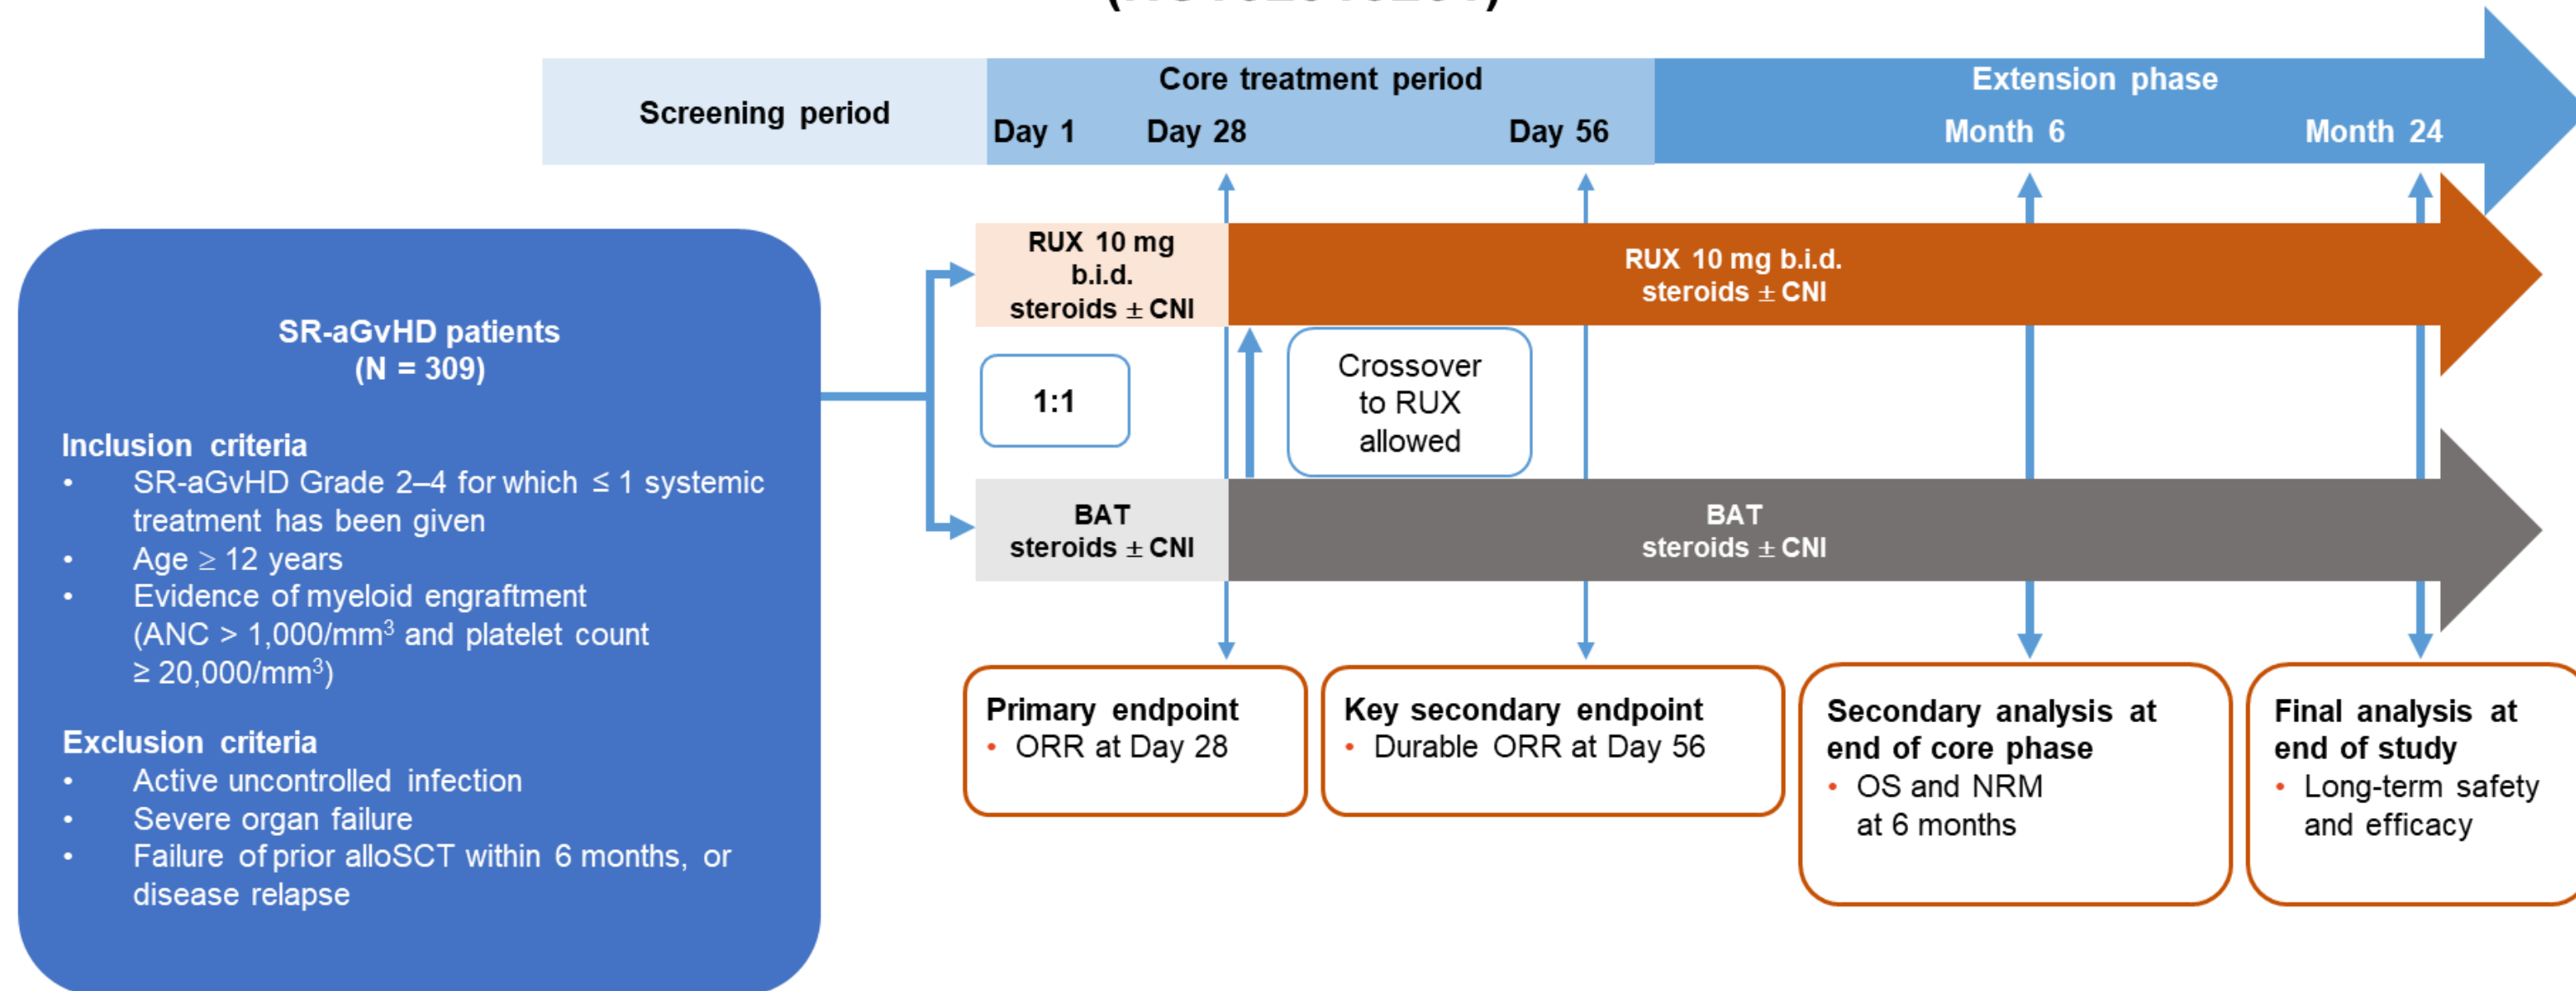 Screening period
Core treatment period
Day 1
Day 28
Day 56
Extension phase
Month 6
Month 24
SR-aGvHD patients
(N = 309)
Inclusion criteria
• SR-aGvHD Grade 2–4 for which ≤ 1 systemic
treatment has been given
• Age ≥ 12 years
• Evidence of myeloid engraftment
(ANC > 1,000/mm³ and platelet count
≥ 20,000/mm³)
Exclusion criteria
• Active uncontrolled infection
• Severe organ failure
• Failure of prior alloSCT within 6 months, or
disease relapse
RUX 10 mg
b.i.d.
steroids ± CNI
RUX 10 mg b.i.d.
steroids ± CNI
1:1
Crossover
to RUX
allowed
BAT
steroids ± CNI
BAT
steroids ± CNI
Primary endpoint
• ORR at Day 28
Key secondary endpoint
• Durable ORR at Day 56
Secondary analysis at
end of core phase
• OS and NRM
at 6 months
Final analysis at
end of study
• Long-term safety
and efficacy